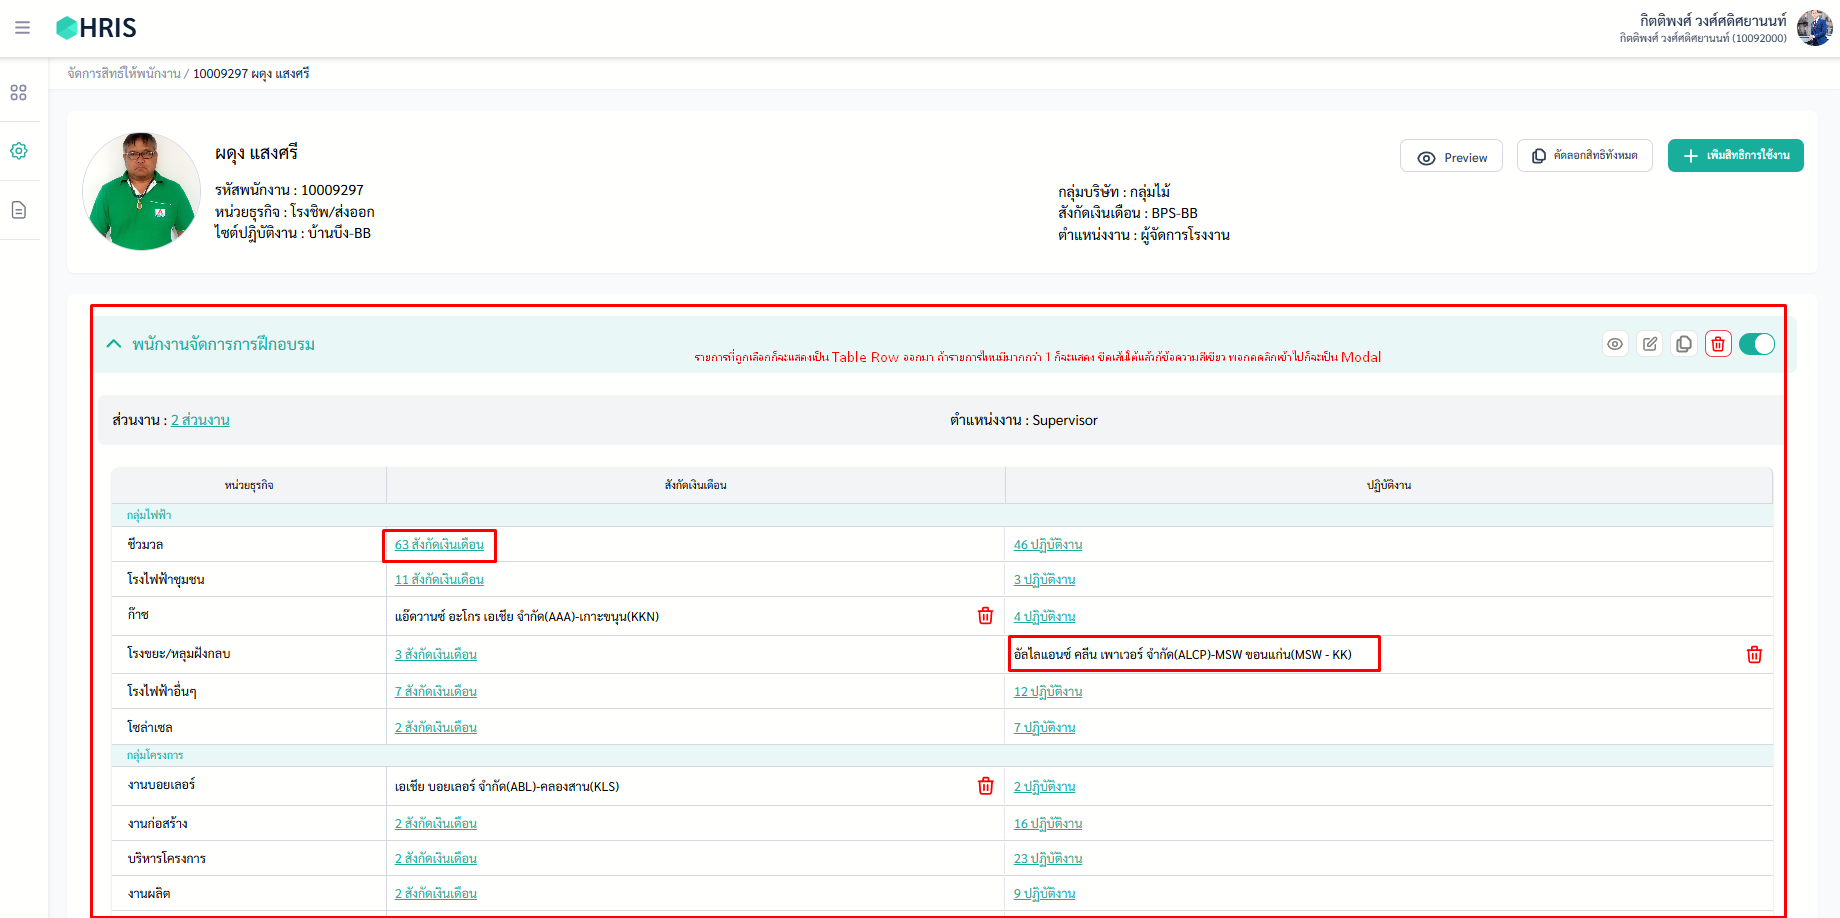 HRIS
กิตติพงศ์ วงศ์ศดิศยานนท์
กิตติพงศ์ วงศ์ศดิศยานนท์ (10092000)
จัดการสิทธิ์ให้พนักงาน / 10009297 ผดุง แสงศรี
ผดุง แสงศรี
รหัสพนักงาน : 10009297
หน่วยธุรกิจ : โรงชิพ/ส่งออก
ไซต์ปฎิบัติงาน : บ้านบึง-BB
กลุ่มบริษัท : กลุ่มไม้
สังกัดเงินเดือน : BPS-BB
ตำแหน่งงาน : ผู้จัดการโรงงาน
Preview
คัดลอกสิทธิทั้งหมด
เพิ่มสิทธิการใช้งาน
พนักงานจัดการการฝึกอบรม
รายการที่ถูกเลือกก็จะแสดงเป็น Table Row ออกมา ถ้ารายการไหนมีมากกว่า 1 ก็จะแสดง ขีดเส้นใต้แล้วก็ข้อความสีเขียว พอกดคลิกเข้าไปก็จะเป็น Modal
ส่วนงาน : 2 ส่วนงาน
ตำแหน่งงาน : Supervisor
หน่วยธุรกิจ สังกัดเงินเดือน ปฏิบัติงาน
กลุ่มไฟฟ้า
ชีวมวล 63 สังกัดเงินเดือน 46 ปฏิบัติงาน
โรงไฟฟ้าชุมชน 11 สังกัดเงินเดือน 3 ปฏิบัติงาน
ก๊าซ แอ๊ดวานซ์ อะโกร เอเชีย จำกัด(AAA)-เกาะขนุน(KKN) 4 ปฏิบัติงาน
โรงขยะ/หลุมฝังกลบ 3 สังกัดเงินเดือน อัลไลแอนซ์ คลีน เพาเวอร์ จำกัด(ALCP)-MSW ขอนแก่น(MSW - KK)
โรงไฟฟ้าอื่นๆ 7 สังกัดเงินเดือน 12 ปฏิบัติงาน
โซล่าเซล 2 สังกัดเงินเดือน 7 ปฏิบัติงาน
กลุ่มโครงการ
งานบอยเลอร์ เอเชีย บอยเลอร์ จำกัด(ABL)-คลองสาน(KLS) 2 ปฏิบัติงาน
งานก่อสร้าง 2 สังกัดเงินเดือน 16 ปฏิบัติงาน
บริหารโครงการ 2 สังกัดเงินเดือน 23 ปฏิบัติงาน
งานผลิต 2 สังกัดเงินเดือน 9 ปฏิบัติงาน